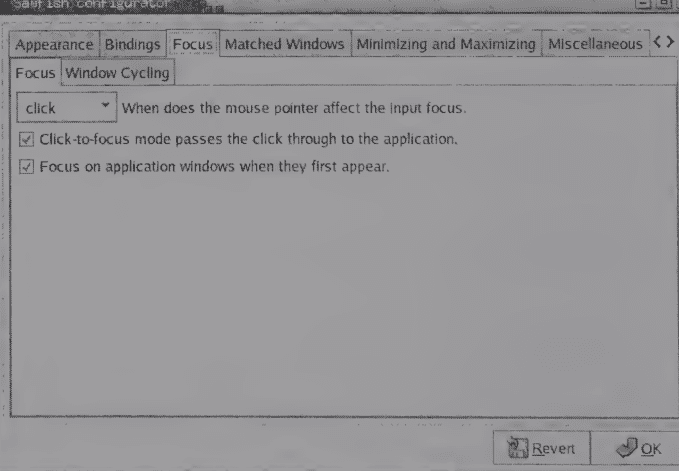 Sawfish configurator
Appearance Bindings Focus Matched Windows Minimizing and Maximizing Miscellaneous
Focus Window Cycling
click When does the mouse pointer affect the input focus.
Click-to-focus mode passes the click through to the application.
Focus on application windows when they first appear.
Revert OK